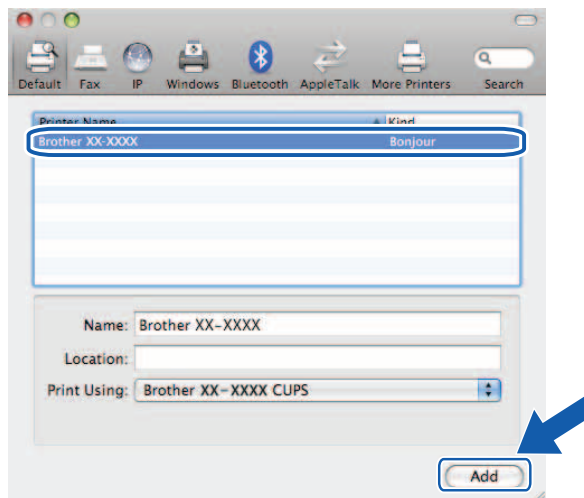 Default Fax IP Windows Bluetooth AppleTalk More Printers Search
Printer Name Kind
Brother XX-XXXX Bonjour
Name: Brother XX-XXXX
Location:
Print Using: Brother XX-XXXX CUPS
Add